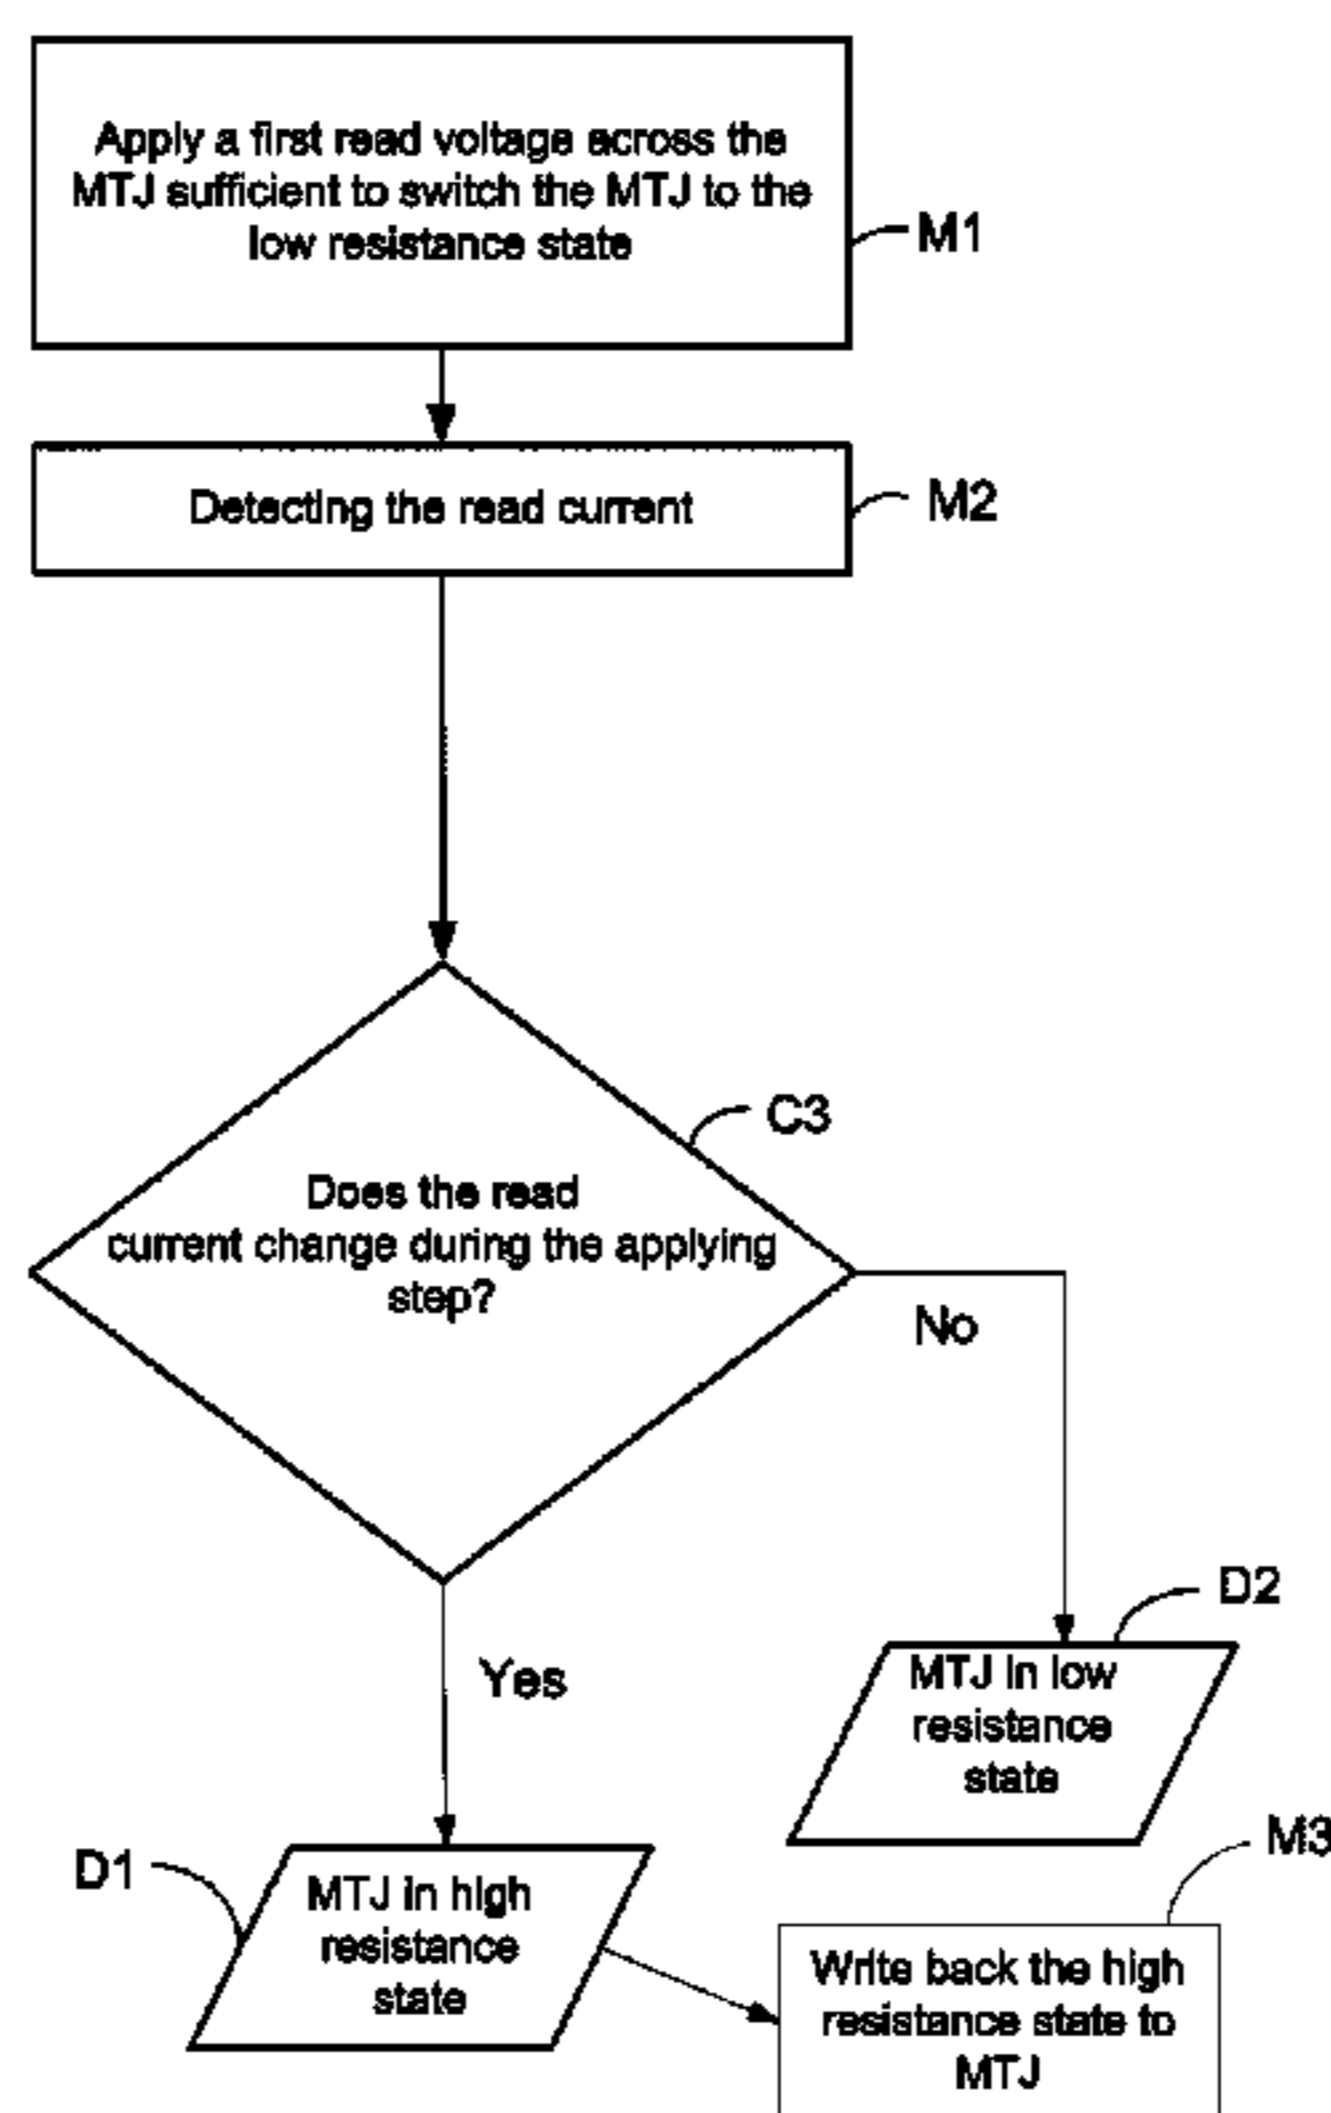 Apply a first read voltage across the
MTJ sufficient to switch the MTJ to the
low resistance state
M1
Detecting the read current
M2
C3
Does the read
current change during the applying
step?
No
Yes
D2
MTJ in low
resistance
state
D1
MTJ in high
resistance
state
M3
Write back the high
resistance state to
MTJ